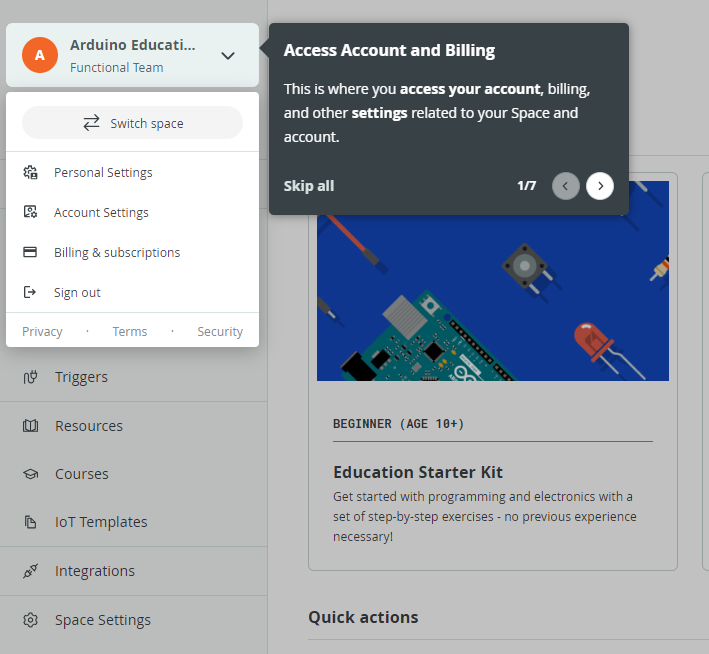 A
Arduino Educati...
Functional Team
Switch space
Personal Settings
Account Settings
Billing & subscriptions
Sign out
Privacy · Terms · Security
Triggers
Resources
Courses
IoT Templates
Integrations
Space Settings
Access Account and Billing
This is where you access your account, billing,
and other settings related to your Space and
account.
Skip all
1/7
BEGINNER (AGE 10+)
Education Starter Kit
Get started with programming and electronics with a
set of step-by-step exercises - no previous experience
necessary!
Quick actions